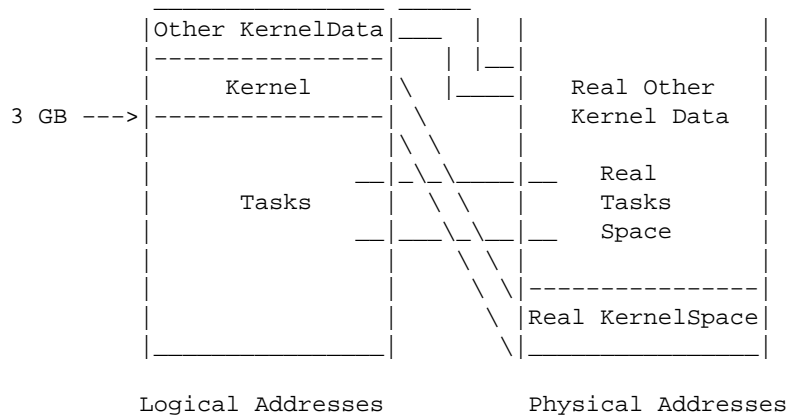 Other KernelData
Kernel
Real Other
3 GB --->
Kernel Data
Real
Tasks
Tasks
Space
Real KernelSpace
Logical Addresses
Physical Addresses